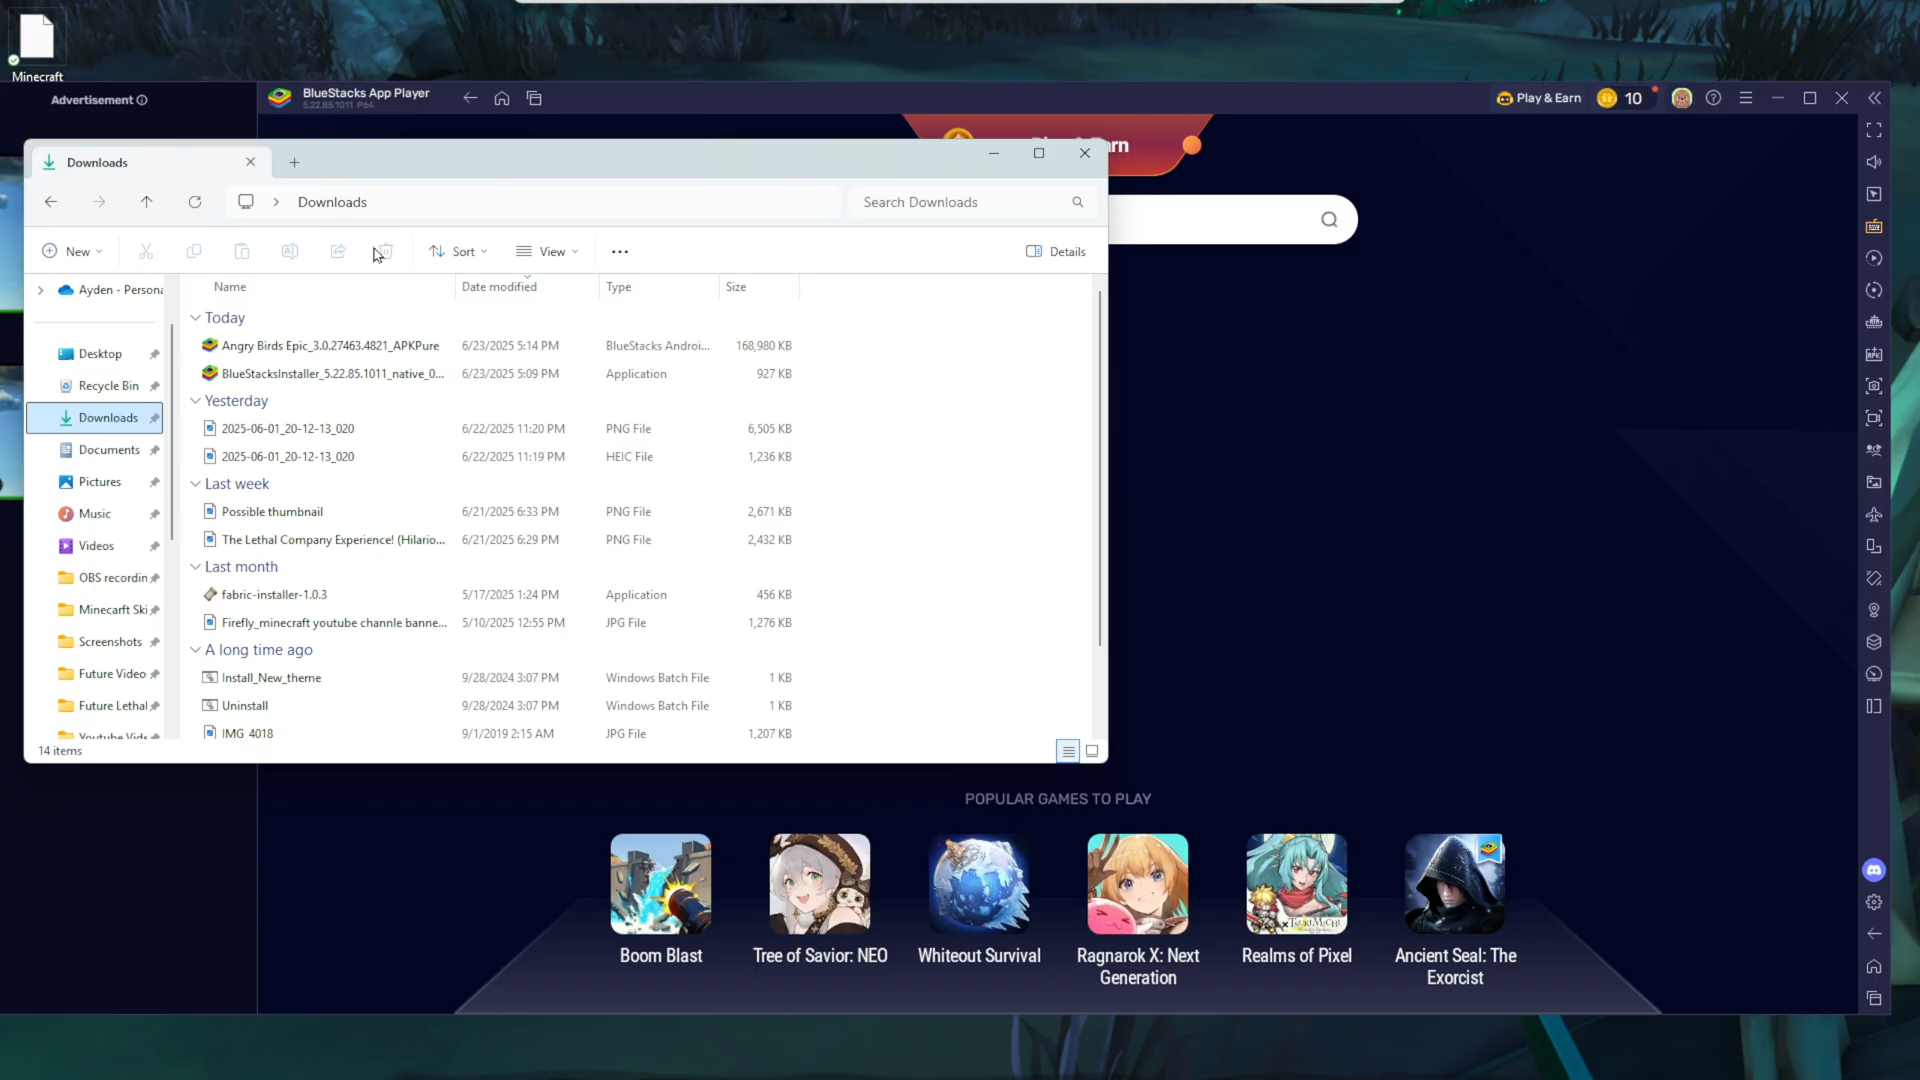 Minecraft
Advertisement
BlueStacks App Player
5.22.85.1011 P64
Play & Earn
10
rn
Downloads
Downloads
Search Downloads
New
Sort
View
Details
Ayden - Persona
Desktop
Recycle Bin
Downloads
Documents
Pictures
Music
Videos
OBS recordin
Minecarft Ski
Screenshots
Future Video
Future Lethal
Youtube Vide
Name Date modified Type Size
Today
Angry Birds Epic_3.0.27463.4821_APKPure 6/23/2025 5:14 PM BlueStacks Androi... 168,980 KB
BlueStacksInstaller_5.22.85.1011_native_0... 6/23/2025 5:09 PM Application 927 KB
Yesterday
2025-06-01_20-12-13_020 6/22/2025 11:20 PM PNG File 6,505 KB
2025-06-01_20-12-13_020 6/22/2025 11:19 PM HEIC File 1,236 KB
Last week
Possible thumbnail 6/21/2025 6:33 PM PNG File 2,671 KB
The Lethal Company Experience! (Hilario... 6/21/2025 6:29 PM PNG File 2,432 KB
Last month
fabric-installer-1.0.3 5/17/2025 1:24 PM Application 456 KB
Firefly_minecraft youtube channle banne... 5/10/2025 12:55 PM JPG File 1,276 KB
A long time ago
Install_New_theme 9/28/2024 3:07 PM Windows Batch File 1 KB
Uninstall 9/28/2024 3:07 PM Windows Batch File 1 KB
IMG_4018 9/1/2019 2:15 AM JPG File 1,207 KB
14 items
POPULAR GAMES TO PLAY
Boom Blast
Tree of Savior: NEO
Whiteout Survival
Ragnarok X: Next
Generation
Realms of Pixel
Ancient Seal: The
Exorcist